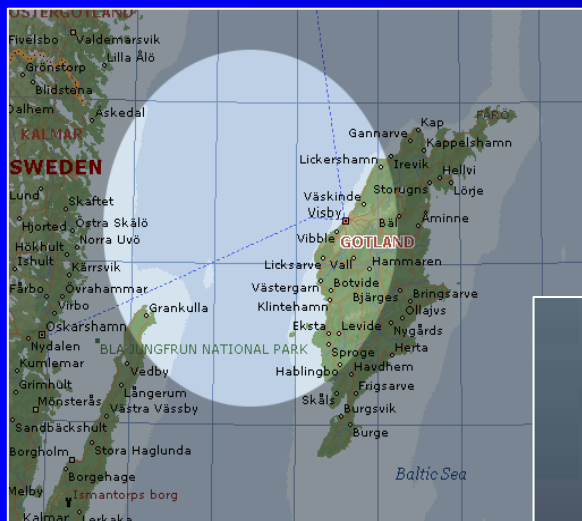 ÖSTERGÖTLAND
Fivelsbo
Valdemarsvik
Lilla Ålö
Grönstorp
Blidstena
Dalhem
Äskedal
KALMAR
SWEDEN
Lund
Skaftet
Hjorted
Östra Skälö
Norra Uvö
Hökhult
Ishult
Kärrsvik
Fårbo
Övrahammar
Virbo
Grankulla
Oskarshamn
Nydalen
BLA JUNGFRUN NATIONAL PARK
Kumlemar
Vedby
Grimhult
Långerum
Mönsterås
Västra Vässby
Sandbäckshult
Borgholm
Stora Haglunda
Borgehage
Melby
Ismantorps borg
Kalmar
Lerkaka
FÅRÖ
Kap
Gannarve
Kappelshamn
Lickershamn
Irevik
Hellvi
Storugns
Lörje
Väskinde
Visby
Bäl
Åminne
Vibble
GOTLAND
Licksarve
Vall
Hammaren
Västergarn
Botvide
Klintehamn
Bjärges
Bringsarve
Ollajvs
Eksta
Levide
Nygårds
Sproge
Herta
Hablingbo
Havdhem
Skåls
Frigsarve
Burgsvik
Burge
Baltic Sea